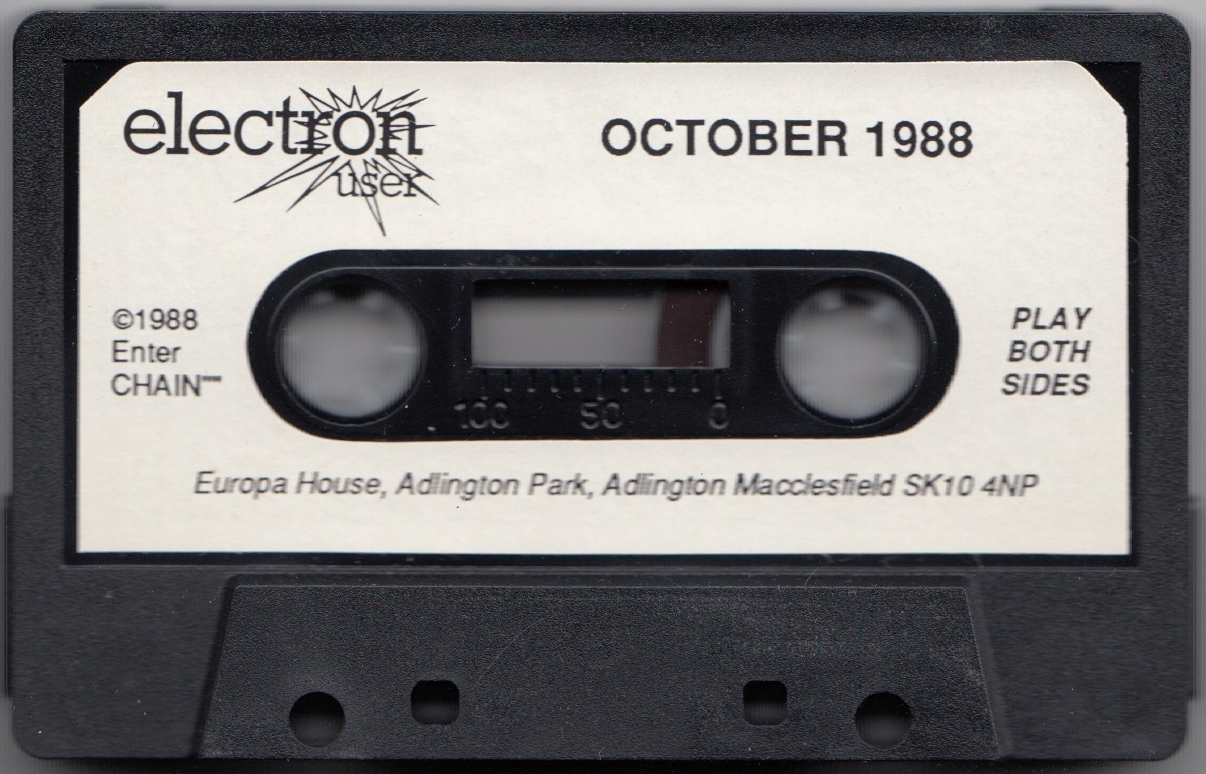 electron
user
OCTOBER 1988
©1988
Enter
CHAIN""
PLAY
BOTH
SIDES
100 50 0
Europa House, Adlington Park, Adlington Macclesfield SK10 4NP